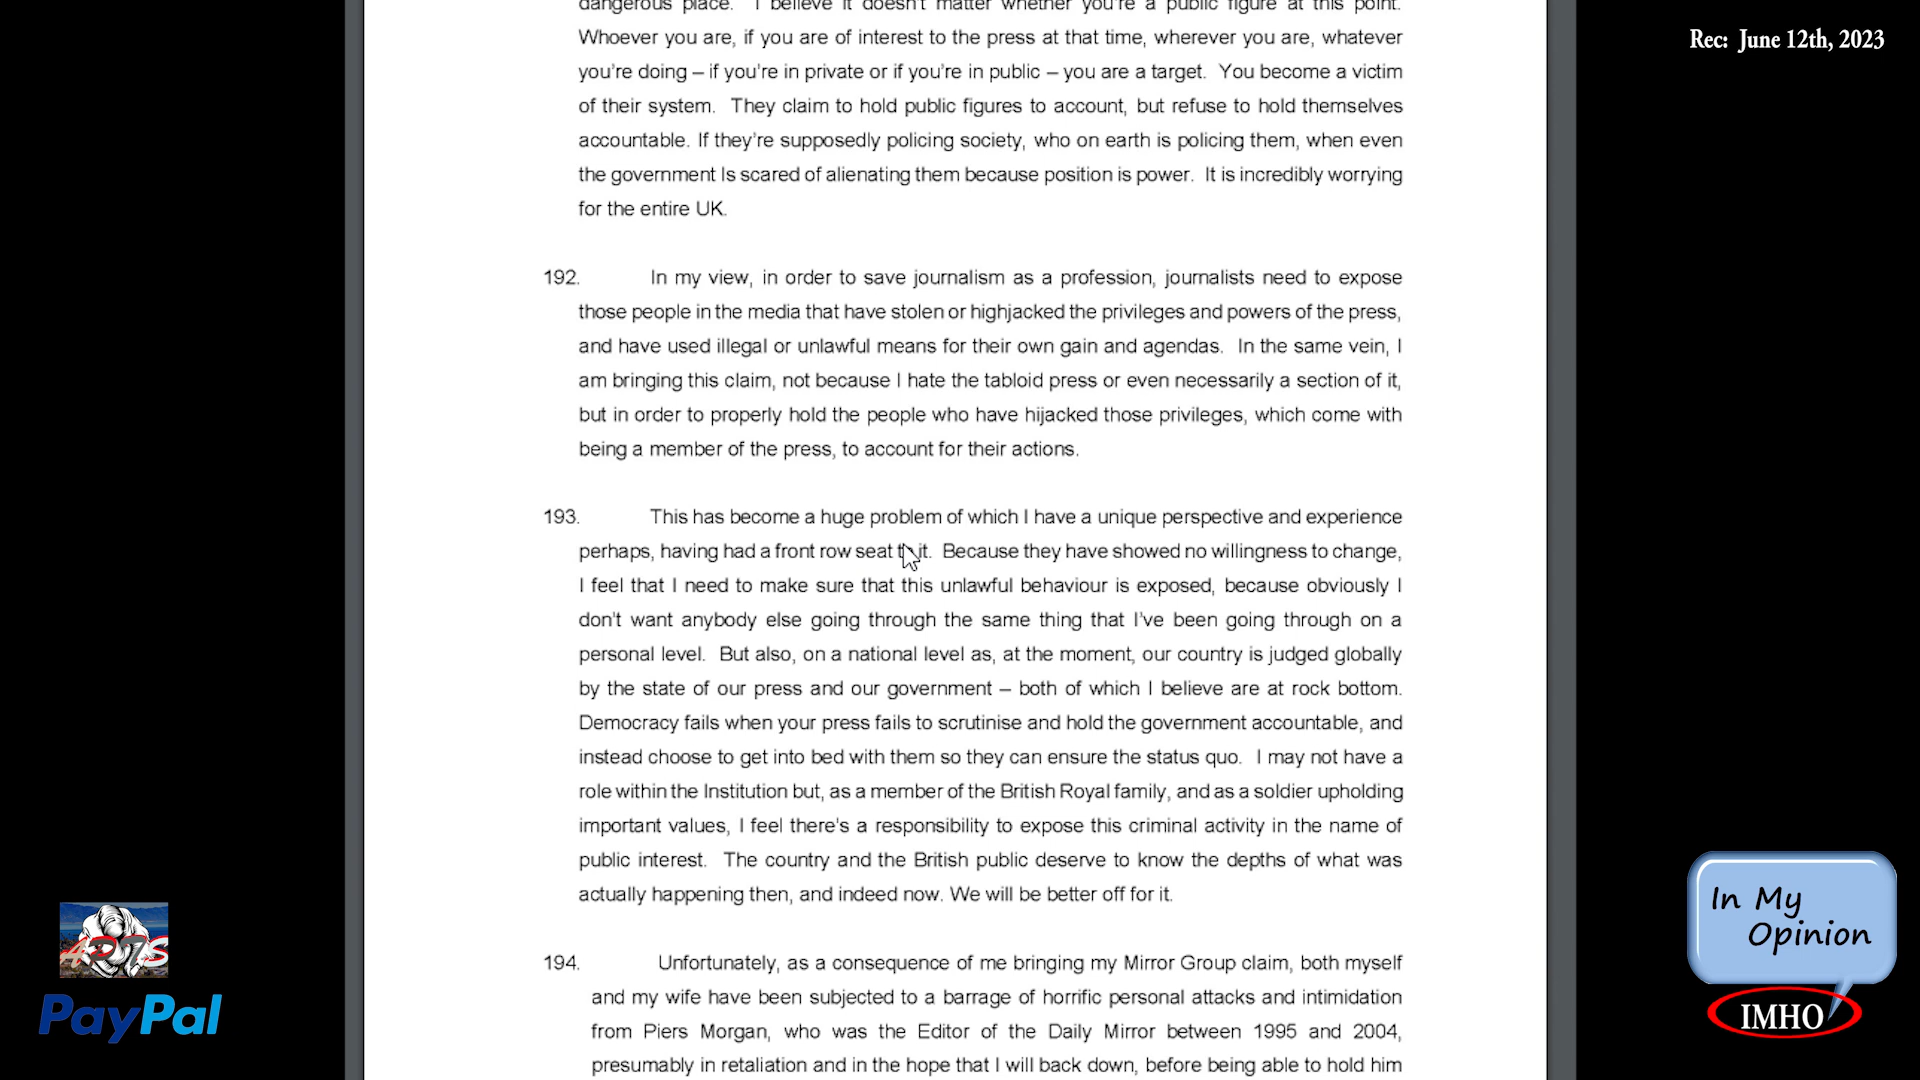 dangerous place. I believe it doesn't matter whether you're a public figure at this point.
Whoever you are, if you are of interest to the press at that time, wherever you are, whatever
you're doing – if you're in private or if you're in public – you are a target. You become a victim
of their system. They claim to hold public figures to account, but refuse to hold themselves
accountable. If they're supposedly policing society, who on earth is policing them, when even
the government Is scared of alienating them because position is power. It is incredibly worrying
for the entire UK.
192. In my view, in order to save journalism as a profession, journalists need to expose
those people in the media that have stolen or highjacked the privileges and powers of the press,
and have used illegal or unlawful means for their own gain and agendas. In the same vein, I
am bringing this claim, not because I hate the tabloid press or even necessarily a section of it,
but in order to properly hold the people who have hijacked those privileges, which come with
being a member of the press, to account for their actions.
193. This has become a huge problem of which I have a unique perspective and experience
perhaps, having had a front row seat to it. Because they have showed no willingness to change,
I feel that I need to make sure that this unlawful behaviour is exposed, because obviously I
don't want anybody else going through the same thing that I've been going through on a
personal level. But also, on a national level as, at the moment, our country is judged globally
by the state of our press and our government – both of which I believe are at rock bottom.
Democracy fails when your press fails to scrutinise and hold the government accountable, and
instead choose to get into bed with them so they can ensure the status quo. I may not have a
role within the Institution but, as a member of the British Royal family, and as a soldier upholding
important values, I feel there's a responsibility to expose this criminal activity in the name of
public interest. The country and the British public deserve to know the depths of what was
actually happening then, and indeed now. We will be better off for it.
194. Unfortunately, as a consequence of me bringing my Mirror Group claim, both myself
and my wife have been subjected to a barrage of horrific personal attacks and intimidation
from Piers Morgan, who was the Editor of the Daily Mirror between 1995 and 2004,
presumably in retaliation and in the hope that I will back down, before being able to hold him
Rec: June 12th, 2023
PayPal
In My
Opinion
IMHO